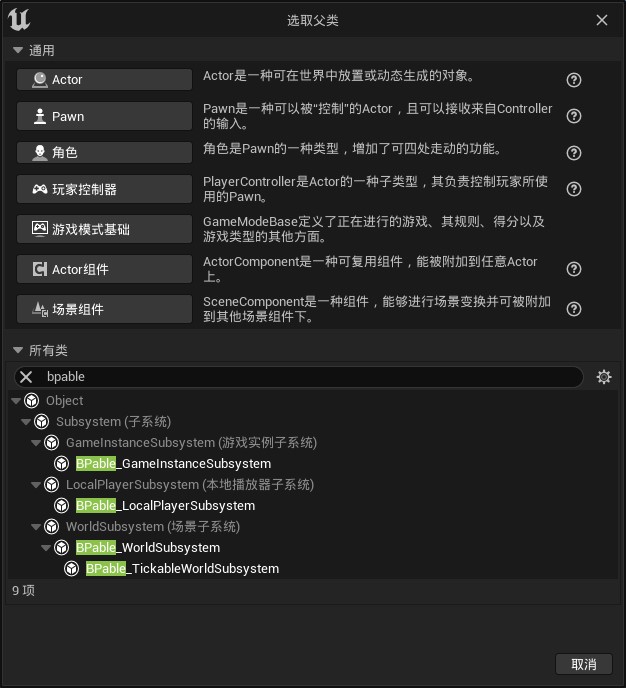 选取父类
通用
Actor
Actor是一种可在世界中放置或动态生成的对象。
Pawn
Pawn是一种可以被“控制”的Actor，且可以接收来自Controller
的输入。
角色
角色是Pawn的一种类型，增加了可四处走动的功能。
玩家控制器
PlayerController是Actor的一种子类型，其负责控制玩家所使
用的Pawn。
游戏模式基础
GameModeBase定义了正在进行的游戏、其规则、得分以及
游戏类型的其他方面。
Actor组件
ActorComponent是一种可复用组件，能被附加到任意Actor
上。
场景组件
SceneComponent是一种组件，能够进行场景变换并可被附加
到其他场景组件下。
所有类
bpable
Object
Subsystem (子系统)
GameInstanceSubsystem (游戏实例子系统)
BPable_GameInstanceSubsystem
LocalPlayerSubsystem (本地播放器子系统)
BPable_LocalPlayerSubsystem
WorldSubsystem (场景子系统)
BPable_WorldSubsystem
BPable_TickableWorldSubsystem
9 项
取消